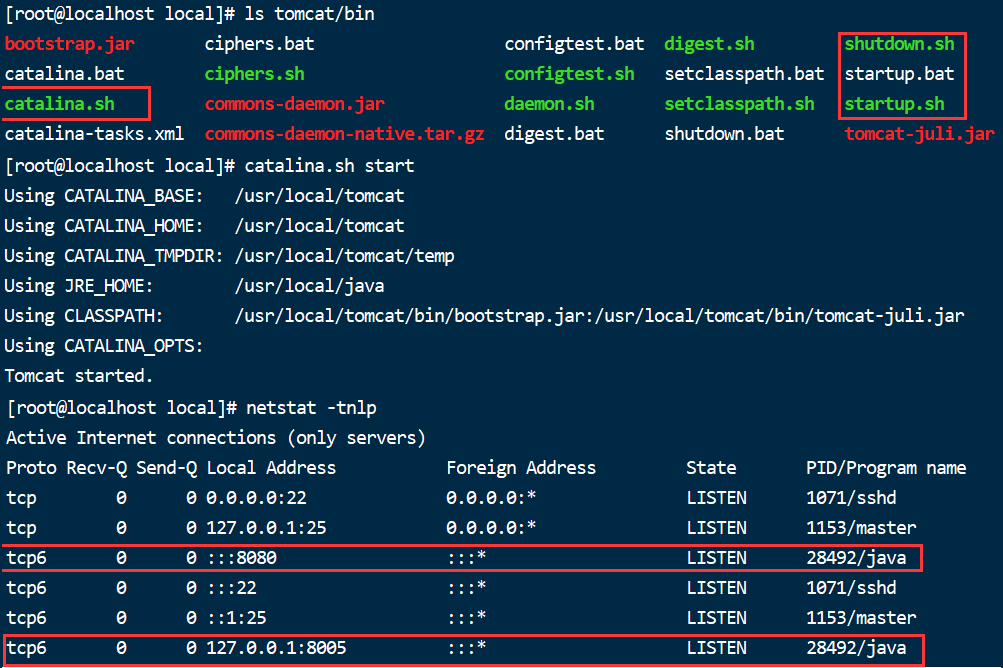 [root@localhost local]# ls tomcat/bin
bootstrap.jar ciphers.bat configtest.bat digest.sh shutdown.sh
catalina.bat ciphers.sh configtest.sh setclasspath.bat startup.bat
catalina.sh commons-daemon.jar daemon.sh setclasspath.sh startup.sh
catalina-tasks.xml commons-daemon-native.tar.gz digest.bat shutdown.bat tomcat-juli.jar
[root@localhost local]# catalina.sh start
Using CATALINA_BASE: /usr/local/tomcat
Using CATALINA_HOME: /usr/local/tomcat
Using CATALINA_TMPDIR: /usr/local/tomcat/temp
Using JRE_HOME: /usr/local/java
Using CLASSPATH: /usr/local/tomcat/bin/bootstrap.jar:/usr/local/tomcat/bin/tomcat-juli.jar
Using CATALINA_OPTS:
Tomcat started.
[root@localhost local]# netstat -tnlp
Active Internet connections (only servers)
Proto Recv-Q Send-Q Local Address Foreign Address State PID/Program name
tcp 0 0 0.0.0.0:22 0.0.0.0:* LISTEN 1071/sshd
tcp 0 0 127.0.0.1:25 0.0.0.0:* LISTEN 1153/master
tcp6 0 0 :::8080 :::* LISTEN 28492/java
tcp6 0 0 :::22 :::* LISTEN 1071/sshd
tcp6 0 0 ::1:25 :::* LISTEN 1153/master
tcp6 0 0 127.0.0.1:8005 :::* LISTEN 28492/java